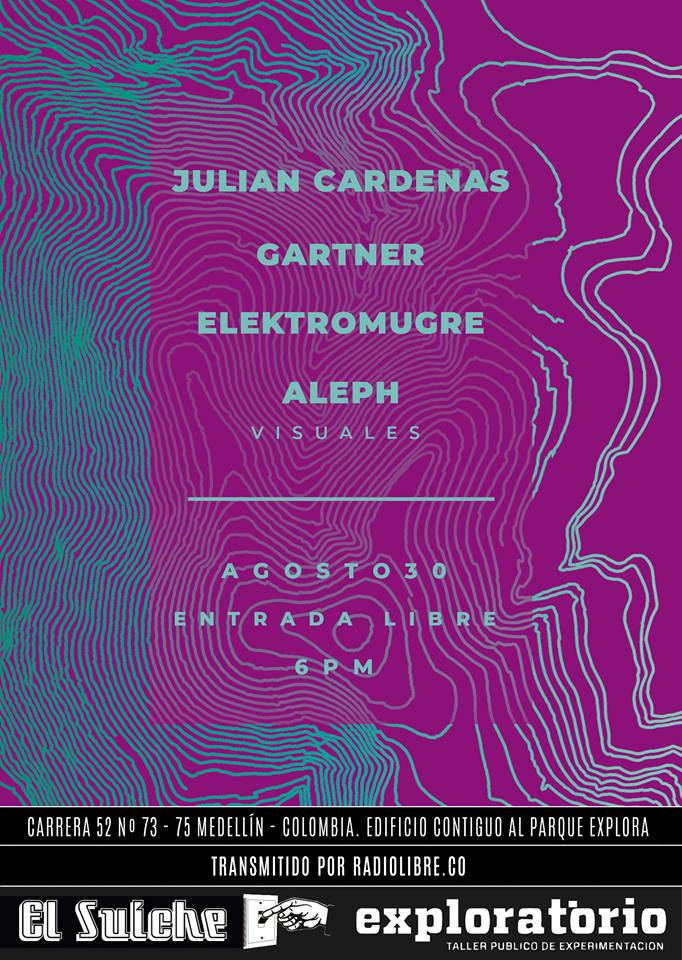 JULIAN CARDENAS
GARTNER
ELEKTROMUGRE
ALEPH
VISUALES
AGOSTO30
ENTRADA LIBRE
6PM
CARRERA 52 Nº 73 - 75 MEDELLÍN - COLOMBIA. EDIFICIO CONTIGUO AL PARQUE EXPLORA
TRANSMITIDO POR RADIOLIBRE.CO
El Suiche
exploratorio
TALLER PUBLICO DE EXPERIMENTACION